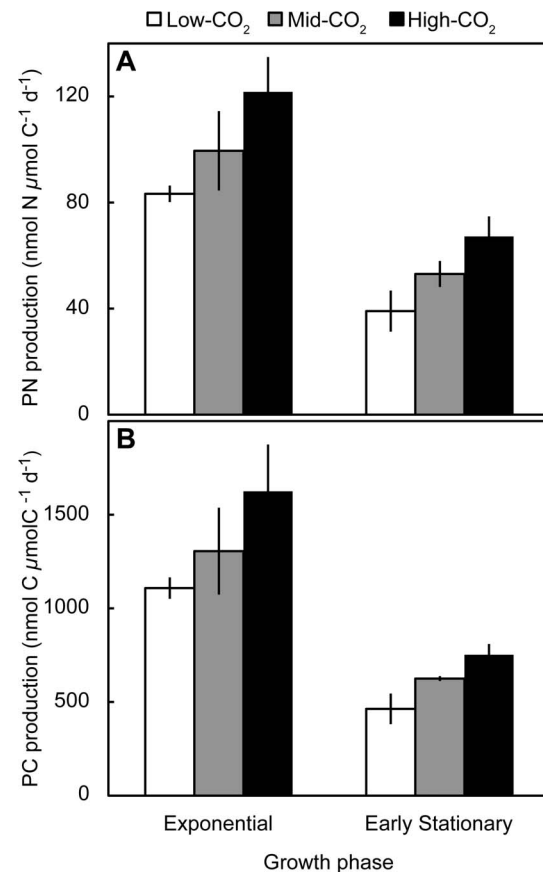 Low-CO₂ Mid-CO₂ High-CO₂
A
PN production (nmol N µmol C⁻¹ d⁻¹)
120
80
40
0
B
PC production (nmol C µmolC ⁻¹ d⁻¹)
1500
1000
500
0
Exponential Early Stationary
Growth phase